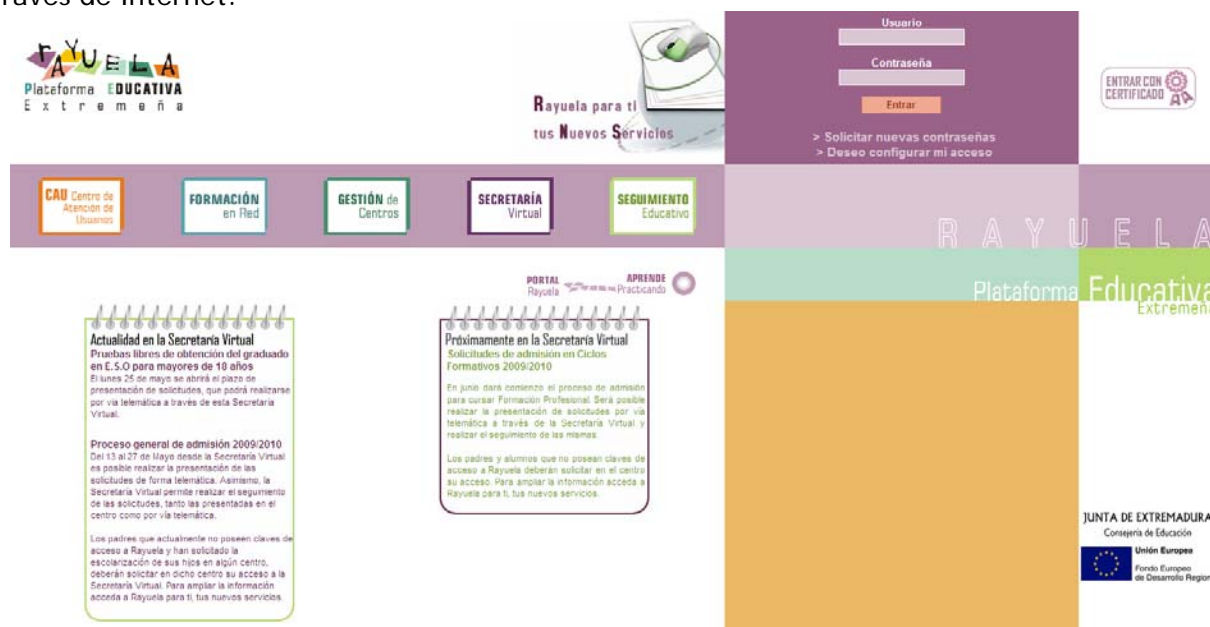 ravés de Internet:
RAYUELA
Plataforma EDUCATIVA
Extremeña
Rayuela para ti
tus Nuevos Servicios
Usuario
Contraseña
Entrar
> Solicitar nuevas contraseñas
> Deseo configurar mi acceso
ENTRAR CON
CERTIFICADO
CAU Centro de
Atención de
Usuarios
FORMACIÓN
en Red
GESTIÓN de
Centros
SECRETARÍA
Virtual
SEGUIMIENTO
Educativo
RAYUELA
Plataforma Educativa
Extremeña
PORTAL
Rayuela
APRENDE
Practicando
Actualidad en la Secretaría Virtual
Pruebas libres de obtención del graduado
en E.S.O para mayores de 18 años
El lunes 25 de mayo se abrirá el plazo de
presentación de solicitudes, que podrá realizarse
por vía telemática a través de esta Secretaría
Virtual.
Proceso general de admisión 2009/2010
Del 13 al 27 de Mayo desde la Secretaría Virtual
es posible realizar la presentación de las
solicitudes de forma telemática. Asimismo, la
Secretaría Virtual permite realizar el seguimiento
de las solicitudes, tanto las presentadas en el
centro como por vía telemática.
Los padres que actualmente no poseen claves de
acceso a Rayuela y han solicitado la
escolarización de sus hijos en algún centro,
deberán solicitar en dicho centro su acceso a la
Secretaría Virtual. Para ampliar la información
acceda a Rayuela para ti, tus nuevos servicios.
Próximamente en la Secretaría Virtual
Solicitudes de admisión en Ciclos
Formativos 2009/2010
En junio dará comienzo el proceso de admisión
para cursar Formación Profesional. Será posible
realizar la presentación de solicitudes por vía
telemática a través de la Secretaría Virtual y
realizar el seguimiento de las mismas.
Los padres y alumnos que no posean claves de
acceso a Rayuela deberán solicitar en el centro
su acceso. Para ampliar la información acceda a
Rayuela para ti, tus nuevos servicios.
JUNTA DE EXTREMADURA
Consejería de Educación
Unión Europea
Fondo Europeo
de Desarrollo Region